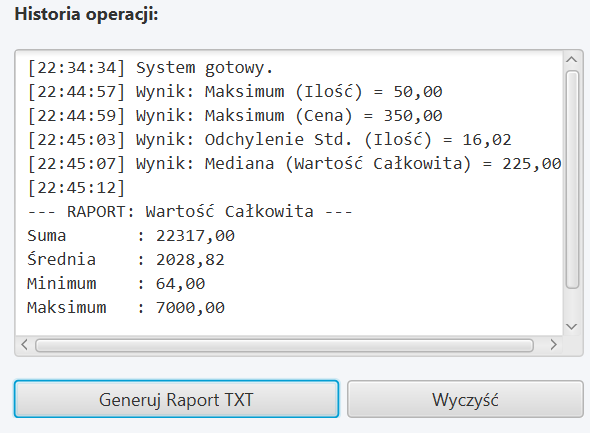 Historia operacji:
[22:34:34] System gotowy.
[22:44:57] Wynik: Maksimum (Ilość) = 50,00
[22:44:59] Wynik: Maksimum (Cena) = 350,00
[22:45:03] Wynik: Odchylenie Std. (Ilość) = 16,02
[22:45:07] Wynik: Mediana (Wartość Całkowita) = 225,00
[22:45:12]
--- RAPORT: Wartość Całkowita ---
Suma : 22317,00
Średnia : 2028,82
Minimum : 64,00
Maksimum : 7000,00
Generuj Raport TXT
Wyczyść